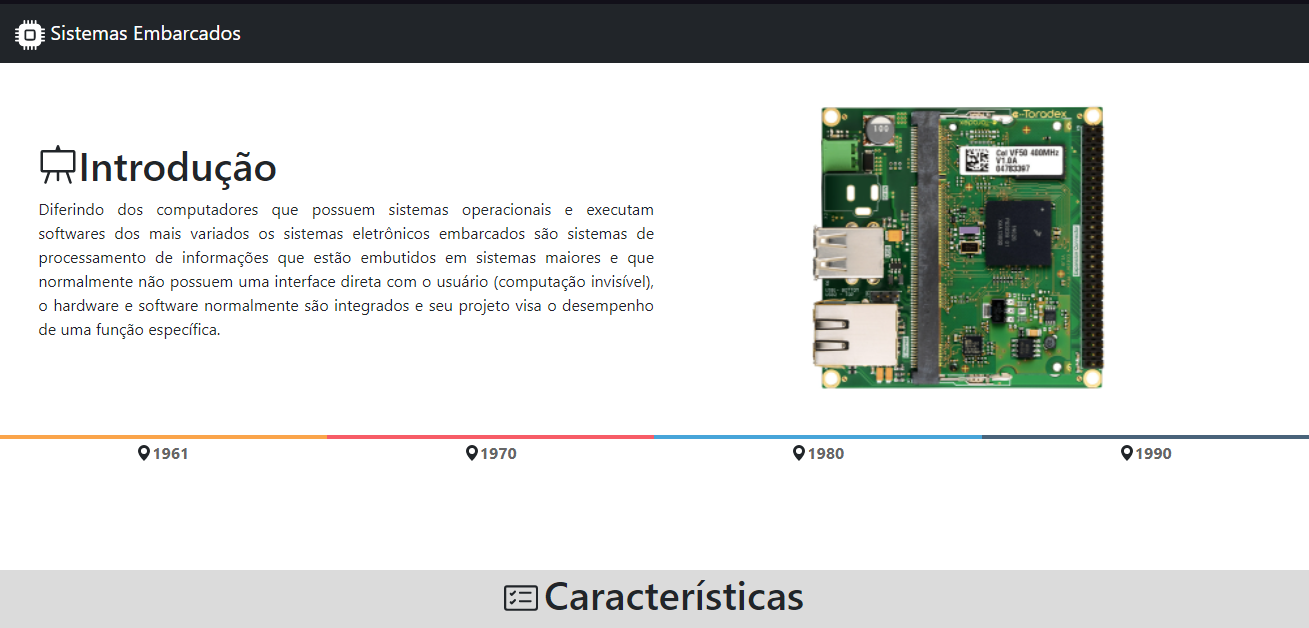 Sistemas Embarcados
Introdução
Diferindo dos computadores que possuem sistemas operacionais e executam
softwares dos mais variados os sistemas eletrônicos embarcados são sistemas de
processamento de informações que estão embutidos em sistemas maiores e que
normalmente não possuem uma interface direta com o usuário (computação invisível),
o hardware e software normalmente são integrados e seu projeto visa o desempenho
de uma função específica.
100
Toradex
Col VF50 400MHz
V1.0A
04783397
1961
1970
1980
1990
Características